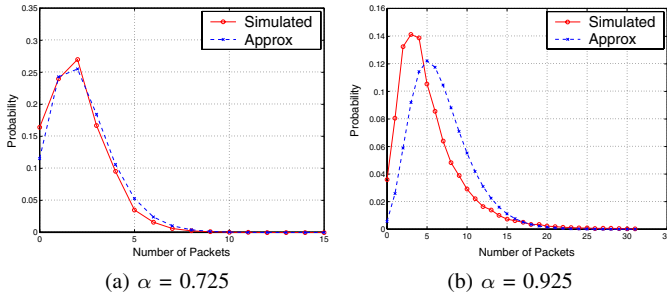 0.35
0.3
0.25
0.2
0.15
0.1
0.05
0
Probability
0 5 10 15
Number of Packets
Simulated
Approx
(a) α = 0.725
0.16
0.14
0.12
0.1
0.08
0.06
0.04
0.02
0
Probability
0 5 10 15 20 25 30 35
Number of Packets
Simulated
Approx
(b) α = 0.925